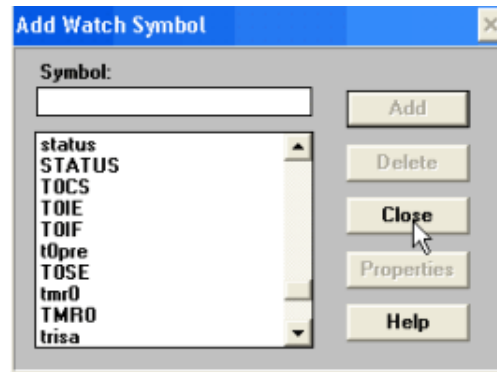 Add Watch Symbol
Symbol:
Add
status
STATUS
Delete
T0CS
T0IE
T0IF
Close
t0pre
T0SE
Properties
tmr0
TMR0
Help
trisa